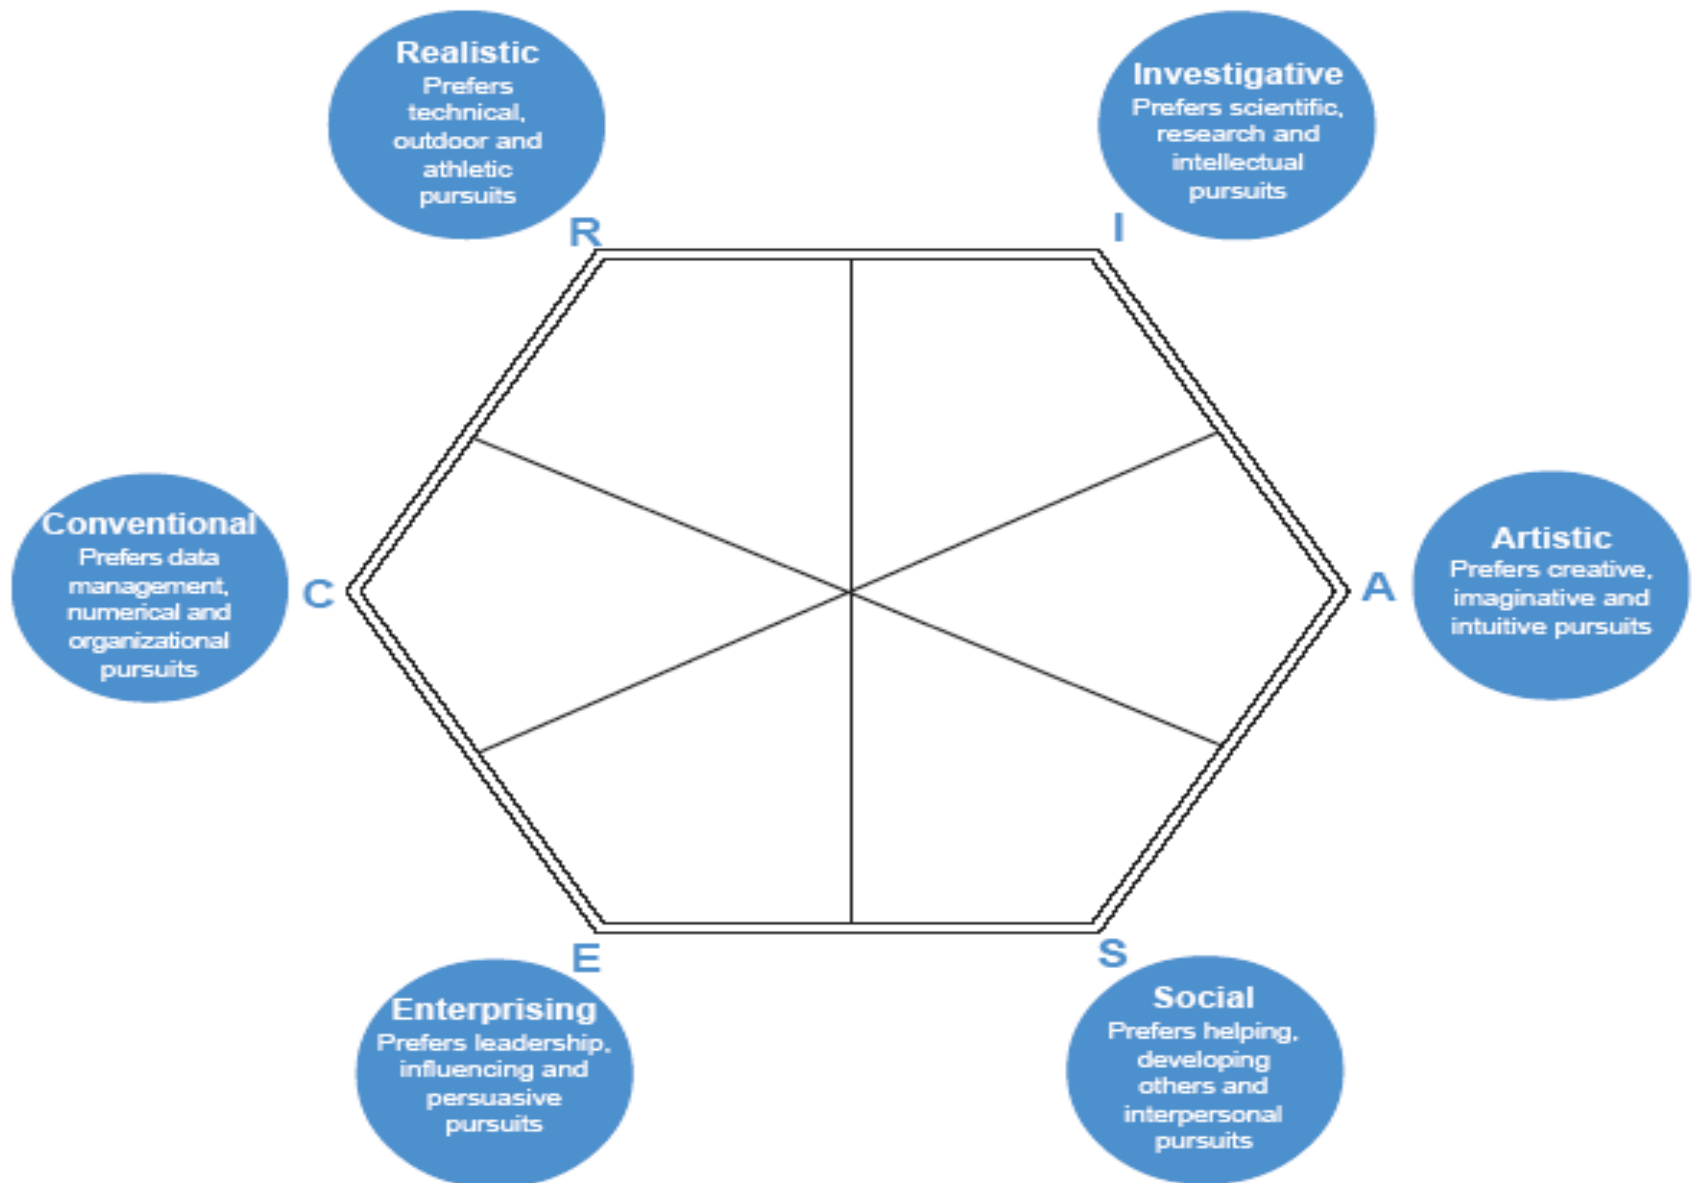 Realistic
Prefers
technical,
outdoor and
athletic
pursuits
Investigative
Prefers scientific,
research and
intellectual
pursuits
R
I
Conventional
Prefers data
management,
numerical and
organizational
pursuits
C
A
Artistic
Prefers creative,
imaginative and
intuitive pursuits
E
S
Enterprising
Prefers leadership,
influencing and
persuasive
pursuits
Social
Prefers helping,
developing
others and
interpersonal
pursuits